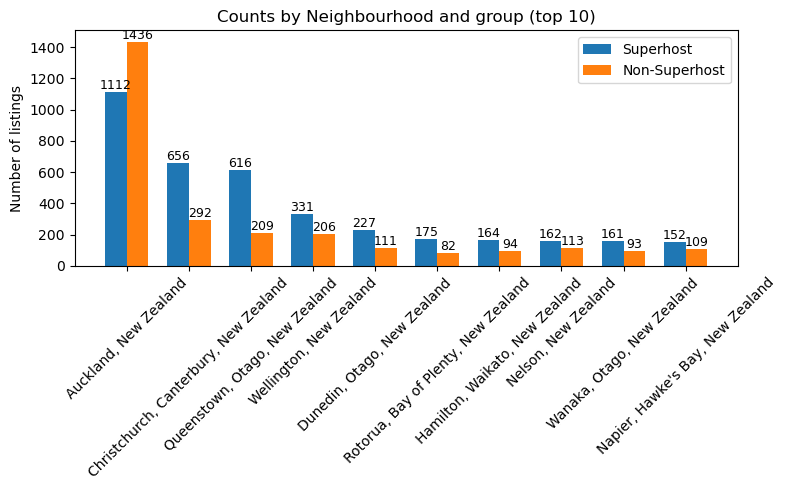 Counts by Neighbourhood and group (top 10)
Number of listings
1400
1200
1000
800
600
400
200
0
Superhost
Non-Superhost
1112
1436
656
292
616
209
331
206
227
111
175
82
164
94
162
113
161
93
152
109
Auckland, New Zealand
Christchurch, Canterbury, New Zealand
Queenstown, Otago, New Zealand
Wellington, New Zealand
Dunedin, Otago, New Zealand
Rotorua, Bay of Plenty, New Zealand
Hamilton, Waikato, New Zealand
Nelson, New Zealand
Wanaka, Otago, New Zealand
Napier, Hawke's Bay, New Zealand